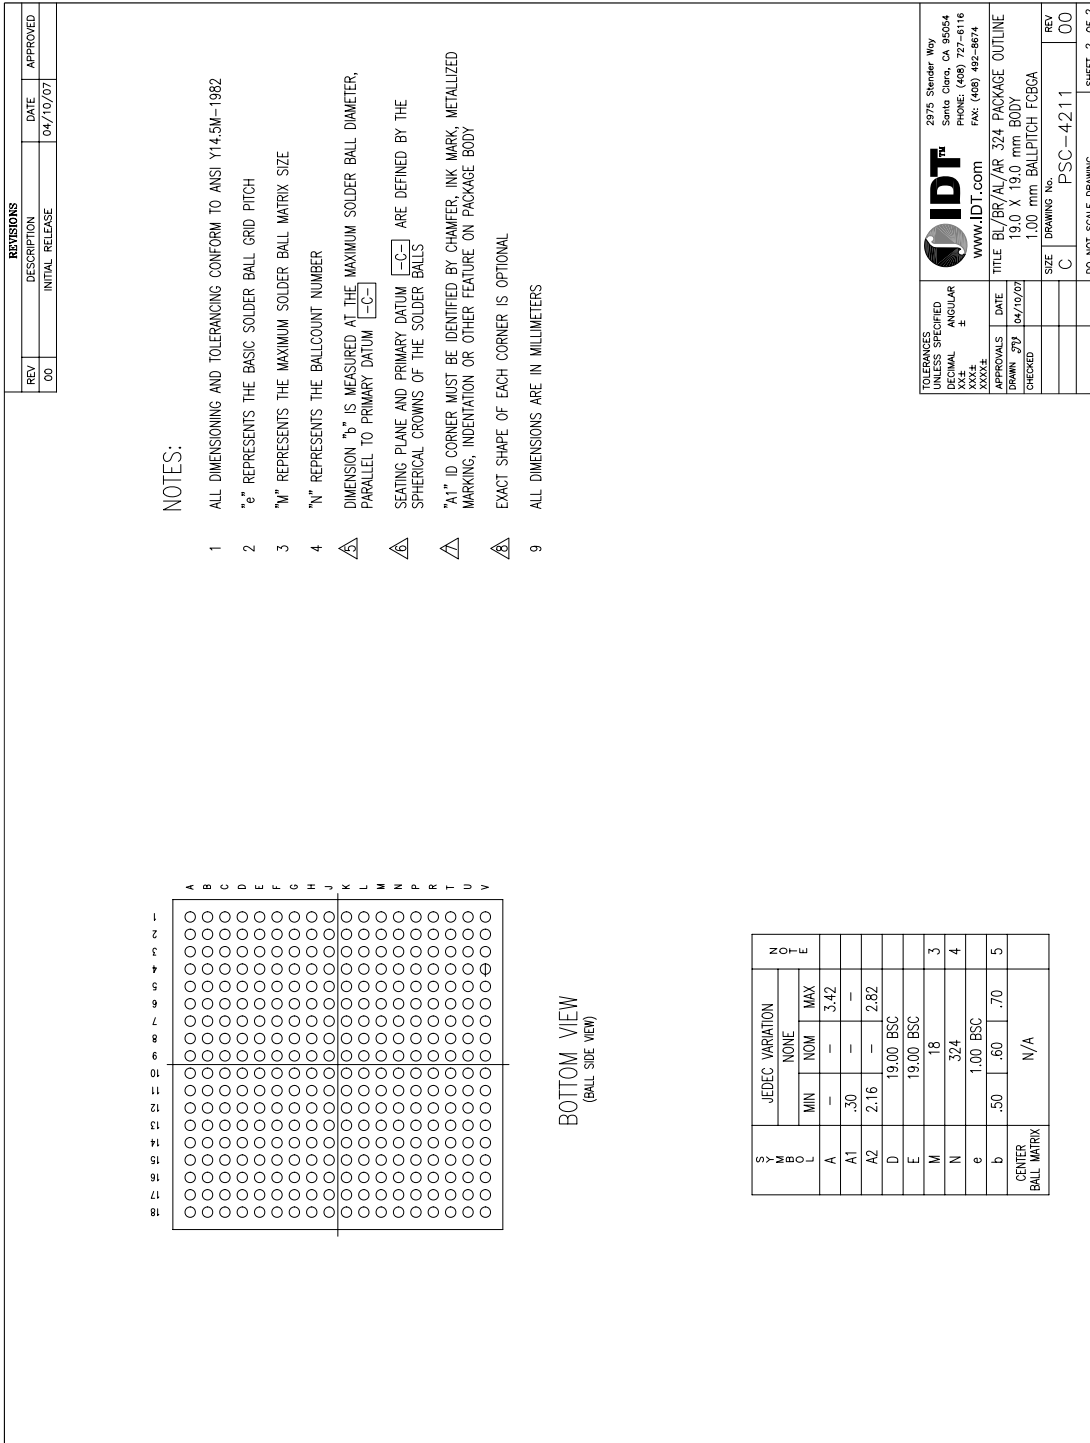 REVISIONS
REV DESCRIPTION DATE APPROVED
00 INITIAL RELEASE 04/10/07
NOTES:
1 ALL DIMENSIONING AND TOLERANCING CONFORM TO ANSI Y14.5M-1982
2 "e" REPRESENTS THE BASIC SOLDER BALL GRID PITCH
3 "M" REPRESENTS THE MAXIMUM SOLDER BALL MATRIX SIZE
4 "N" REPRESENTS THE BALLCOUNT NUMBER
5 DIMENSION "b" IS MEASURED AT THE MAXIMUM SOLDER BALL DIAMETER,
PARALLEL TO PRIMARY DATUM -C-
6 SEATING PLANE AND PRIMARY DATUM -C- ARE DEFINED BY THE
SPHERICAL CROWNS OF THE SOLDER BALLS
7 "A1" ID CORNER MUST BE IDENTIFIED BY CHAMFER, INK MARK, METALLIZED
MARKING, INDENTATION OR OTHER FEATURE ON PACKAGE BODY
8 EXACT SHAPE OF EACH CORNER IS OPTIONAL
9 ALL DIMENSIONS ARE IN MILLIMETERS
18 17 16 15 14 13 12 11 10 9 8 7 6 5 4 3 2 1
A
B
C
D
E
F
G
H
J
K
L
M
N
P
R
T
U
V
BOTTOM VIEW
(BALL SIDE VIEW)
SYMBOL JEDEC VARIATION NOTE
NONE
MIN NOM MAX
A - - 3.42
A1 .30 - -
A2 2.16 - 2.82
D 19.00 BSC
E 19.00 BSC
M 18 3
N 324 4
e 1.00 BSC
b .50 .60 .70 5
CENTER
BALL MATRIX N/A
TOLERANCES
UNLESS SPECIFIED
DECIMAL ANGULAR
XX± ±
XXX±
XXXX±
IDT™
www.IDT.com
2975 Stender Way
Santa Clara, CA 95054
PHONE: (408) 727-6116
FAX: (408) 492-8674
APPROVALS DATE
DRAWN 04/10/07
CHECKED
TITLE BL/BR/AL/AR 324 PACKAGE OUTLINE
19.0 X 19.0 mm BODY
1.00 mm BALLPITCH FCBGA
SIZE DRAWING No. REV
C PSC-4211 00
DO NOT SCALE DRAWING SHEET 2 OF 2